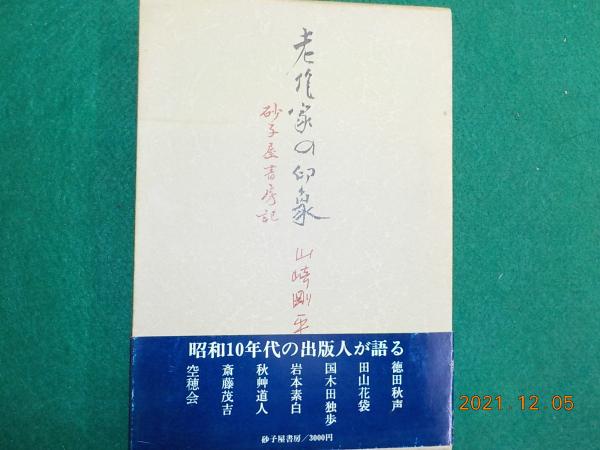 老作家の印象
砂子屋書房記
山崎剛平
昭和10年代の出版人が語る
徳田秋声
田山花袋
国木田独歩
岩本素白
秋艸道人
斎藤茂吉
空穂会
砂子屋書房/3000円
2021.12.05